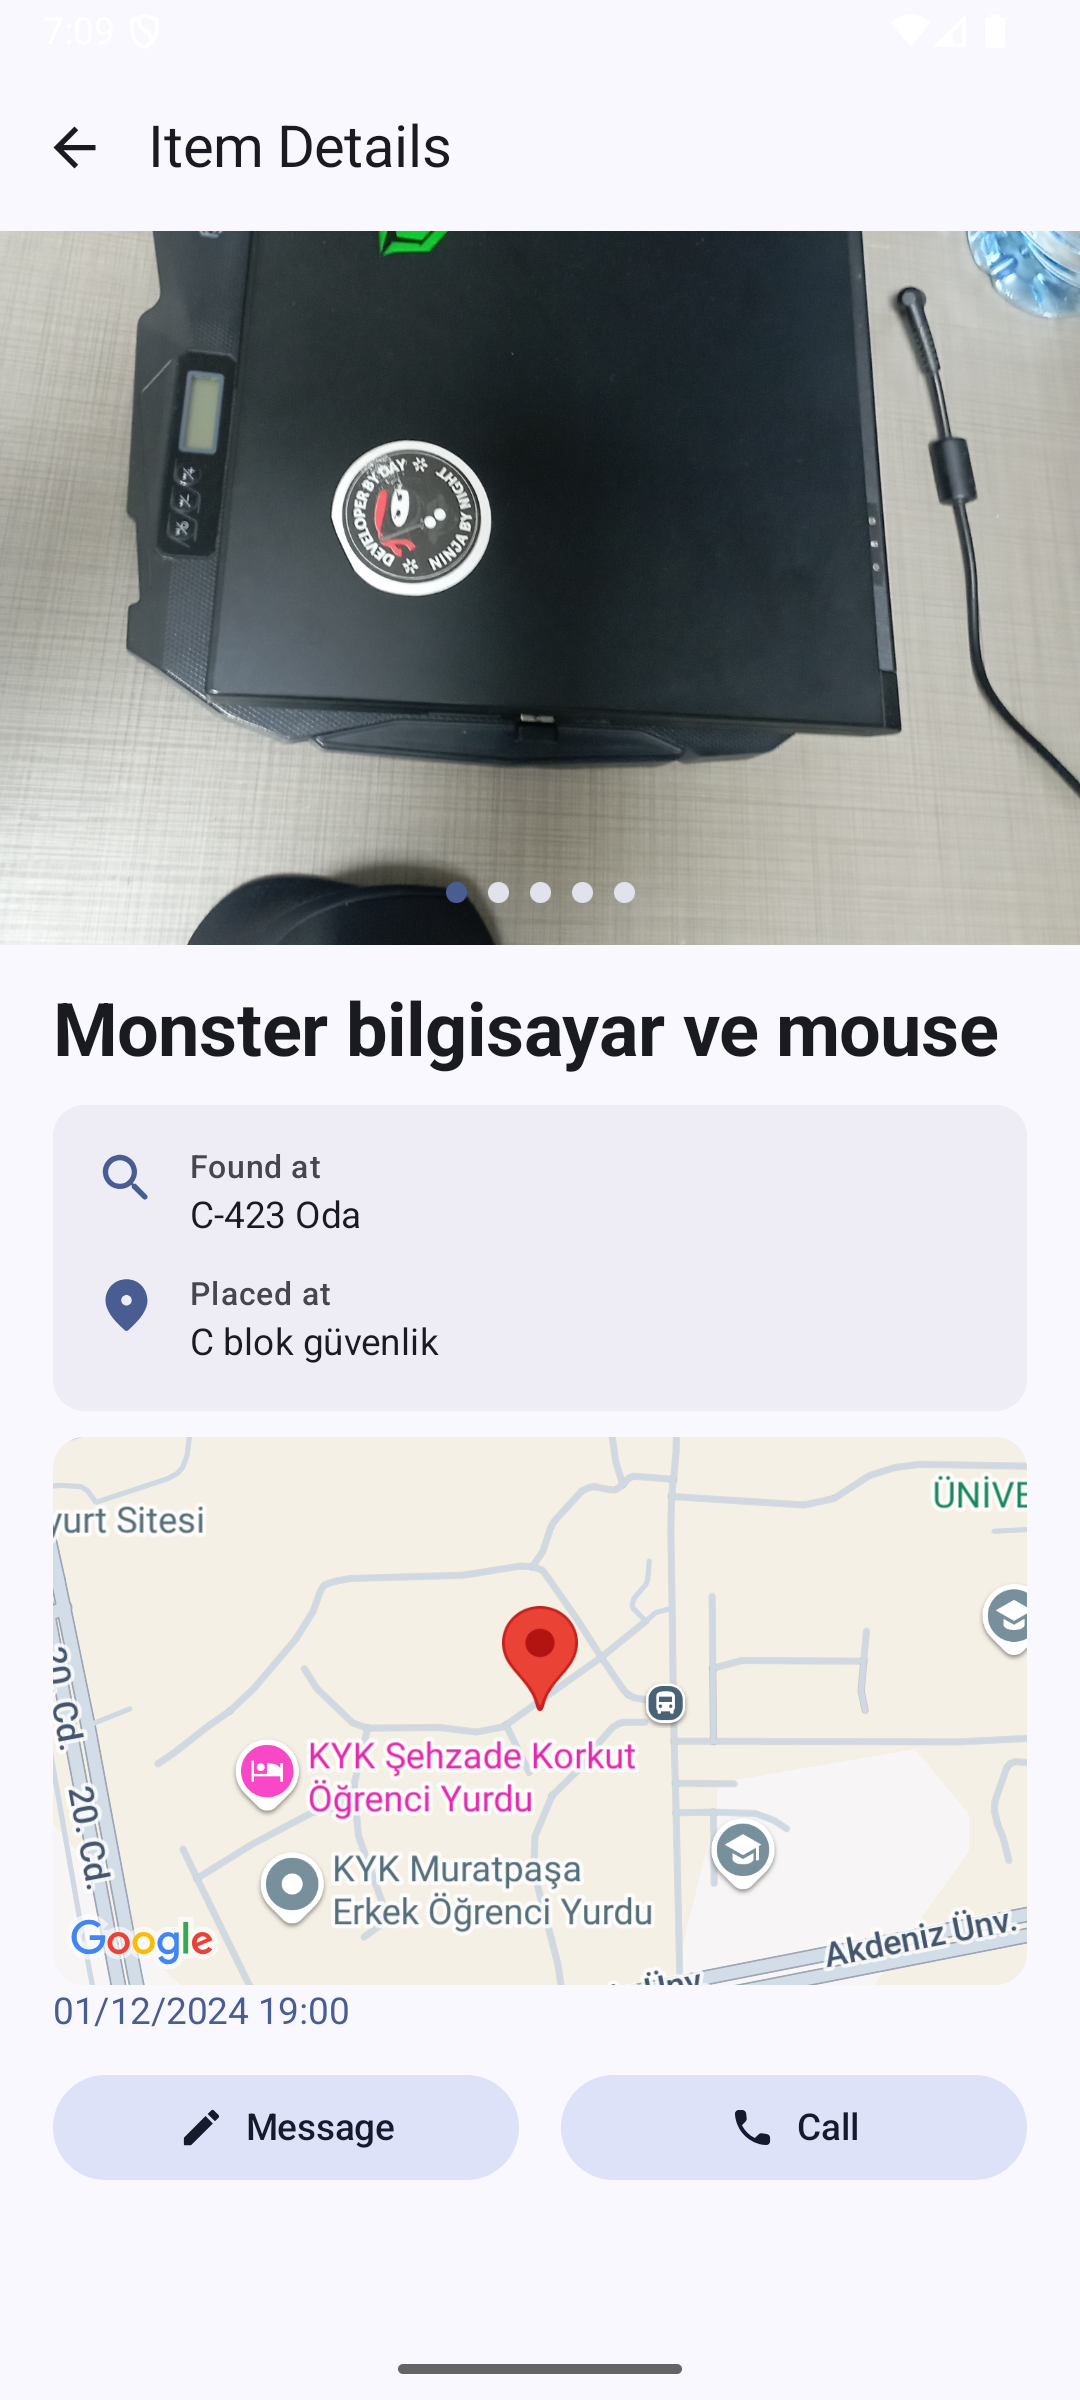 7:09
Item Details
DEVELOPER BY DAY
NINJA BY NIGHT
Monster bilgisayar ve mouse
Found at
C-423 Oda
Placed at
C blok güvenlik
ÜNİVE
yurt Sitesi
20. Cd.
20. Cd.
KYK Şehzade Korkut
Öğrenci Yurdu
KYK Muratpaşa
Erkek Öğrenci Yurdu
Akdeniz Ünv.
Ünv
Google
01/12/2024 19:00
Message
Call